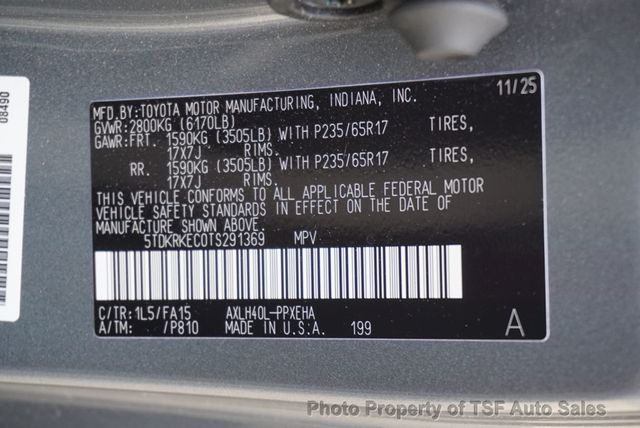 08490
11/25
MFD.BY:TOYOTA MOTOR MANUFACTURING, INDIANA, INC.
GVWR:2800KG (6170LB)
GAWR:FRT. 1590KG (3505LB) WITH P235/65R17 TIRES,
17X7J RIMS.
RR. 1590KG (3505LB) WITH P235/65R17 TIRES,
17X7J RIMS.
THIS VEHICLE CONFORMS TO ALL APPLICABLE FEDERAL MOTOR
VEHICLE SAFETY STANDARDS IN EFFECT ON THE DATE OF
MANUFACTURE SHOWN ABOVE.
5TDKRKEC0TS291369 MPV
C/TR:1L5/FA15 AXLH40L-PPXEHA
A/TM: /P810 MADE IN U.S.A. 199
A
Photo Property of TSF Auto Sales